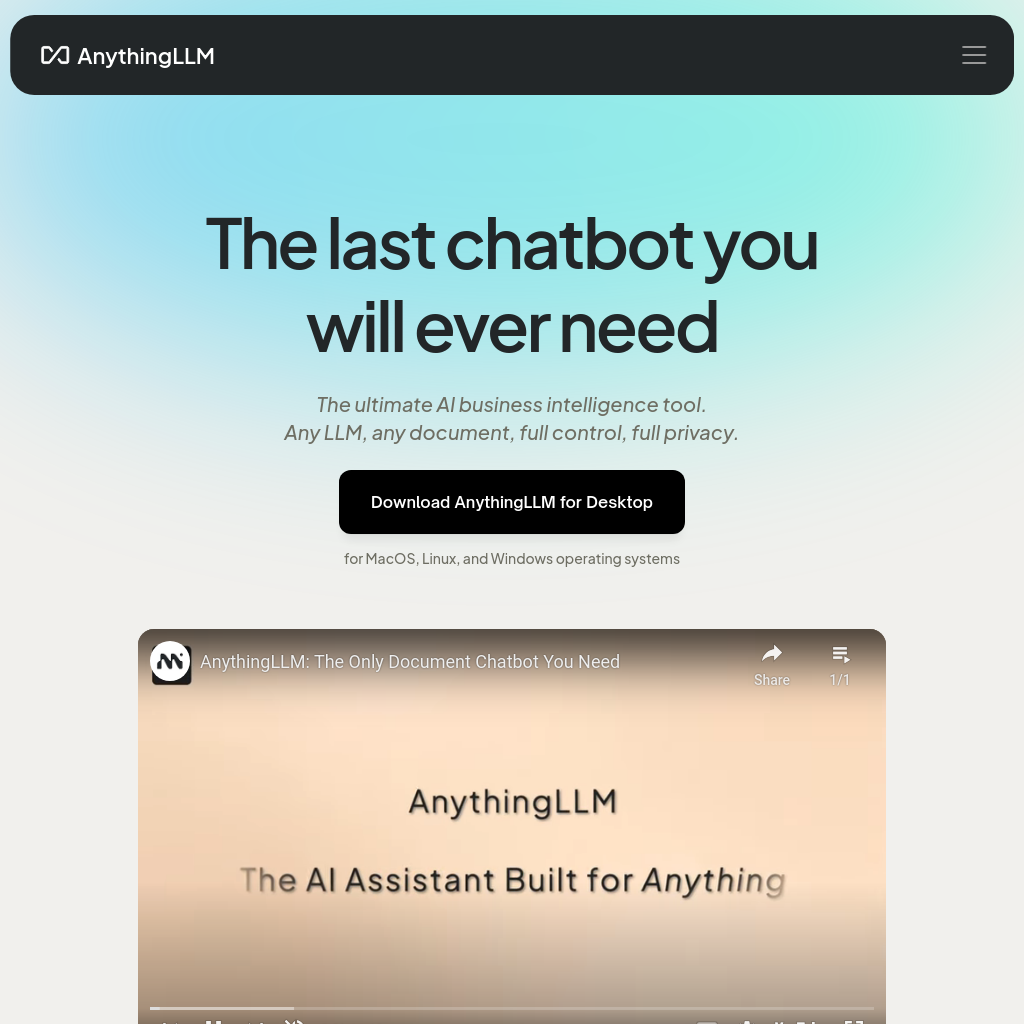 AnythingLLM
The last chatbot you
will ever need
The ultimate AI business intelligence tool.
Any LLM, any document, full control, full privacy.
Download AnythingLLM for Desktop
for MacOS, Linux, and Windows operating systems
AnythingLLM: The Only Document Chatbot You Need
Share
1/1
AnythingLLM
The AI Assistant Built for Anything